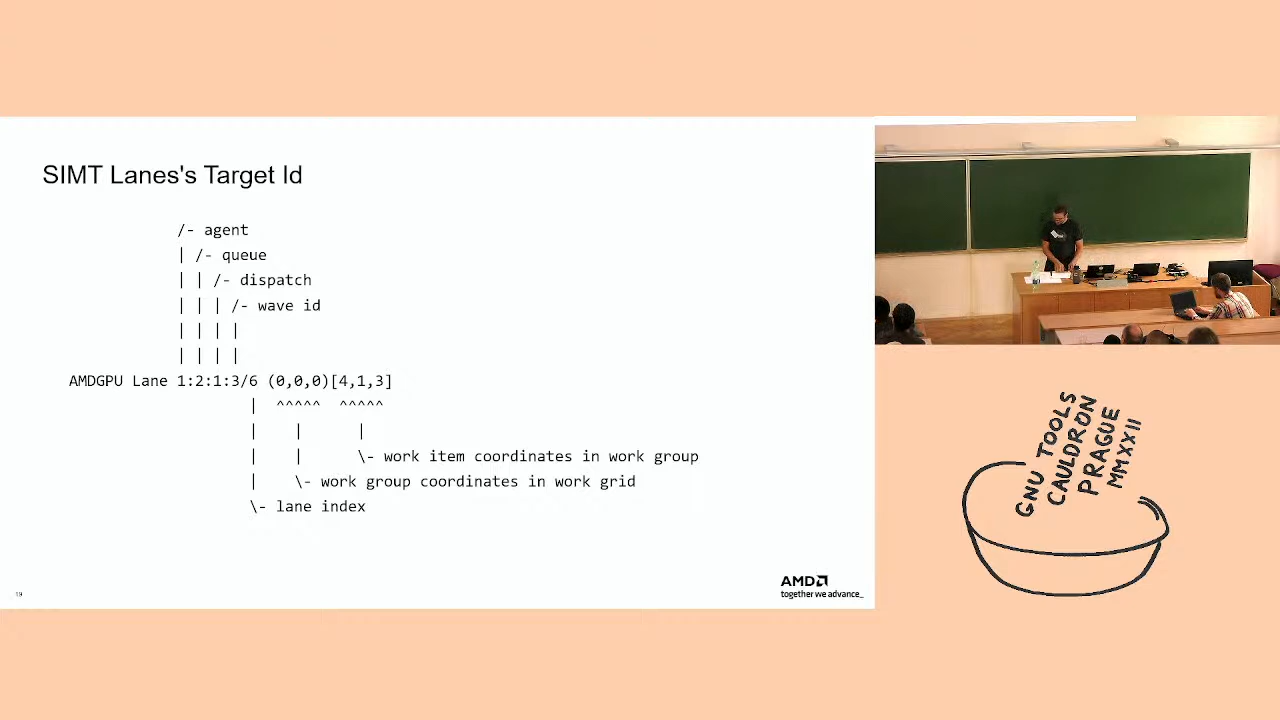 SIMT Lanes's Target Id
/- agent
| /- queue
| | /- dispatch
| | | /- wave id
| | | |
| | | |
AMDGPU Lane 1:2:1:3/6 (0,0,0)[4,1,3]
| ^^^^^ ^^^^^
| | |
| | \- work item coordinates in work group
| \- work group coordinates in work grid
\- lane index
19
AMD
together we advance_
GNU TOOLS
CAULDRON
PRAGUE
MMXXII